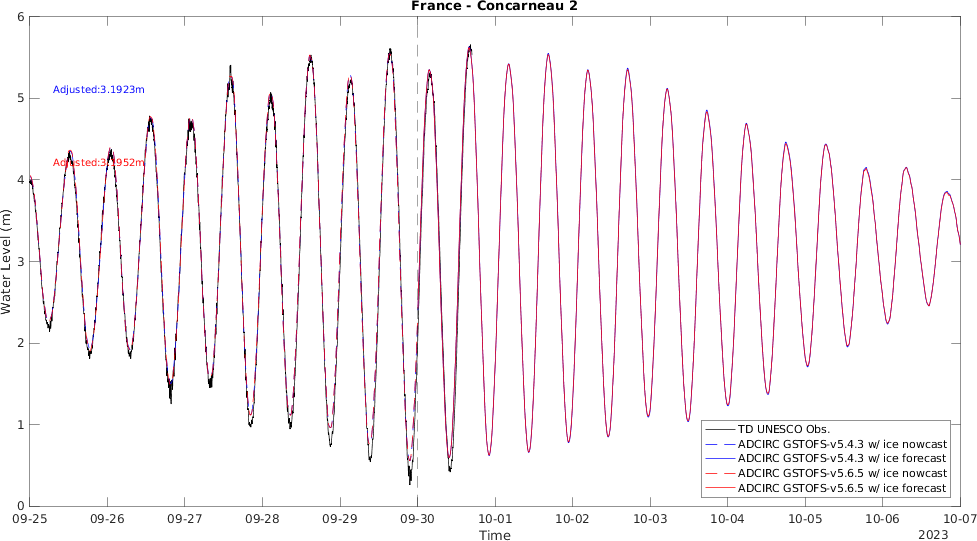 France - Concarneau 2
Water Level (m)
6
5
4
3
2
1
0
Adjusted:3.1923m
Adjusted:3.1952m
TD UNESCO Obs.
ADCIRC GSTOFS-v5.4.3 w/ ice nowcast
ADCIRC GSTOFS-v5.4.3 w/ ice forecast
ADCIRC GSTOFS-v5.6.5 w/ ice nowcast
ADCIRC GSTOFS-v5.6.5 w/ ice forecast
09-25 09-26 09-27 09-28 09-29 09-30 10-01 10-02 10-03 10-04 10-05 10-06 10-07
Time
2023